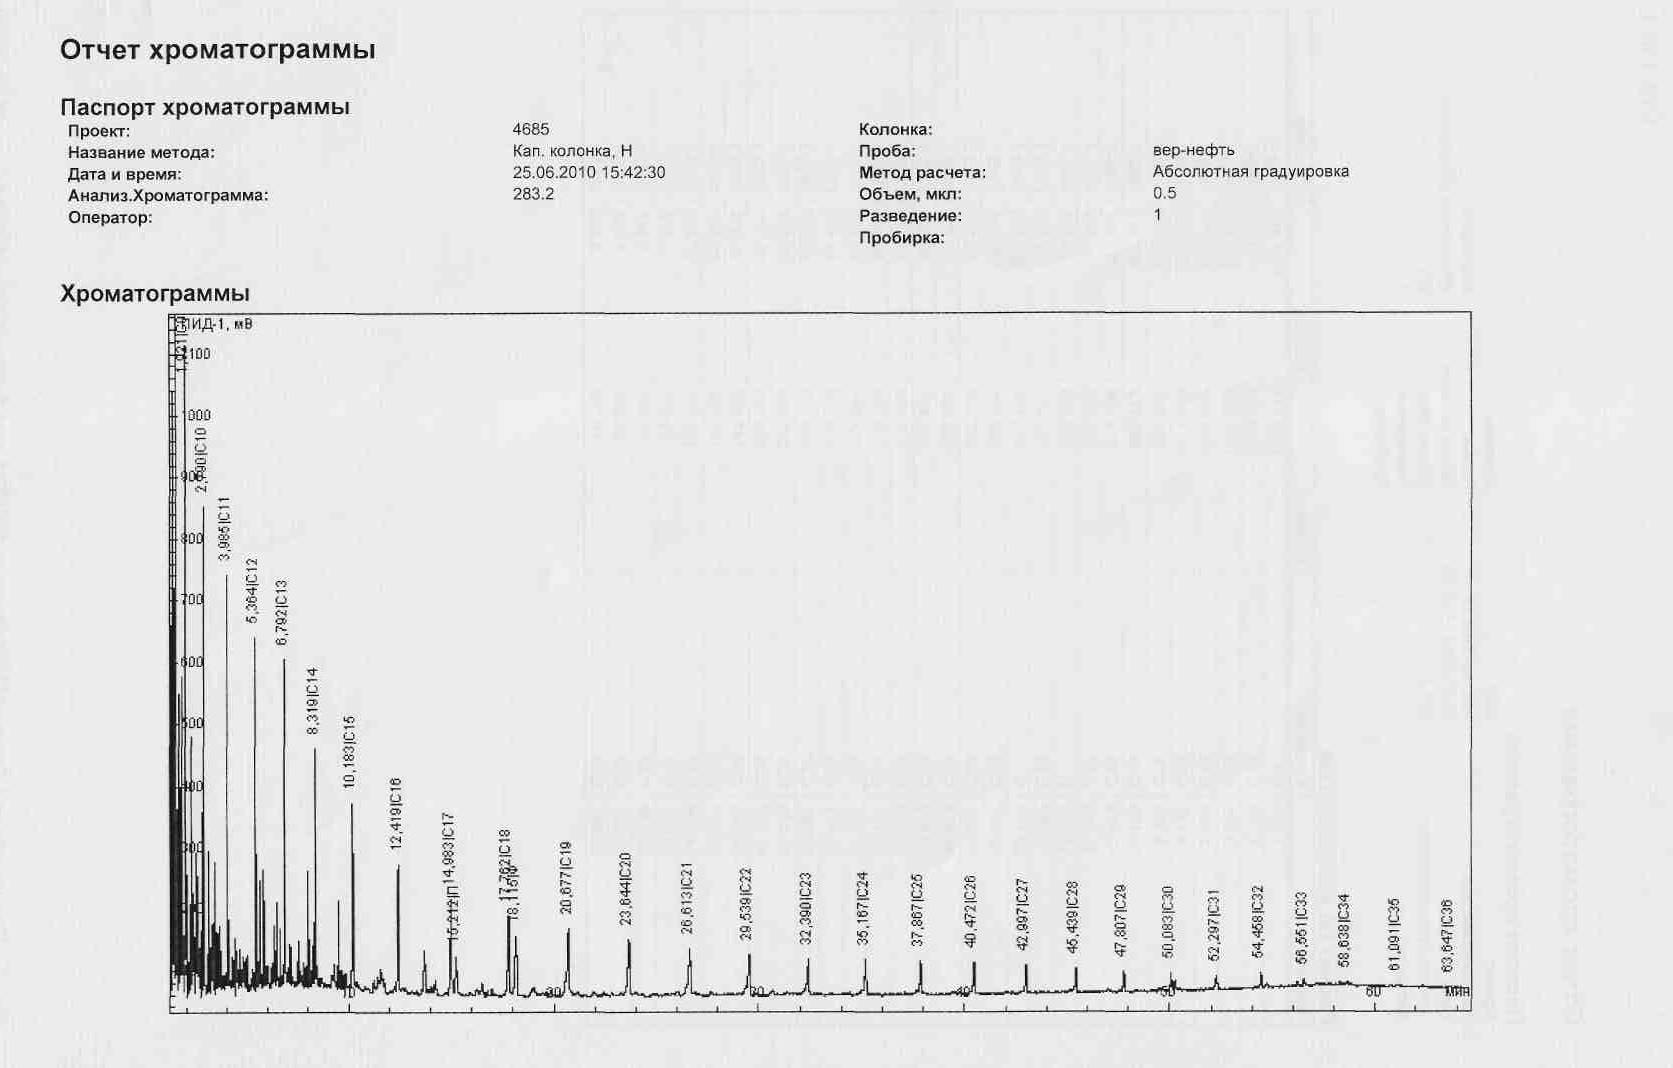 Отчет хроматограммы
Паспорт хроматограммы
Проект: 4685
Название метода: Кап. колонка, Н
Дата и время: 25.06.2010 15:42:30
Анализ.Хроматограмма: 283.2
Оператор:
Колонка:
Проба: вер-нефть
Метод расчета: Абсолютная градуировка
Объем, мкл: 0.5
Разведение: 1
Пробирка:
Хроматограммы
ПИД-1, мВ
1100
1000
900
800
700
600
500
400
300
3,985|C11
5,364|C12
6,792|C13
8,319|C14
10,183|C15
12,419|C16
14,983|C17
15,212|П
17,762|C18
18,115|Ф
20,677|C19
23,644|C20
26,613|C21
29,539|C22
32,390|C23
35,167|C24
37,867|C25
40,472|C26
42,997|C27
45,439|C28
47,807|C29
50,083|C30
52,297|C31
54,458|C32
56,551|C33
58,638|C34
61,091|C35
63,647|C36
10
20
30
40
50
60
мин